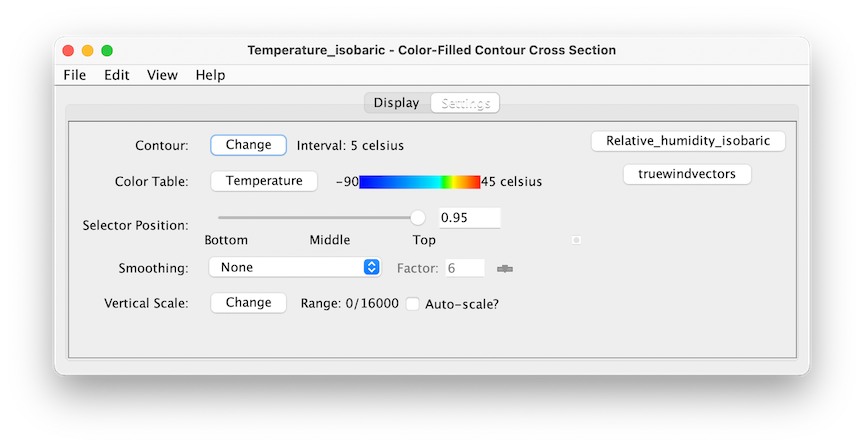 Temperature_isobaric - Color-Filled Contour Cross Section
File Edit View Help
Display Settings
Contour: Change Interval: 5 celsius Relative_humidity_isobaric
Color Table: Temperature -90 45 celsius truewindvectors
Selector Position: 0.95
Bottom Middle Top
Smoothing: None Factor: 6
Vertical Scale: Change Range: 0/16000 Auto-scale?